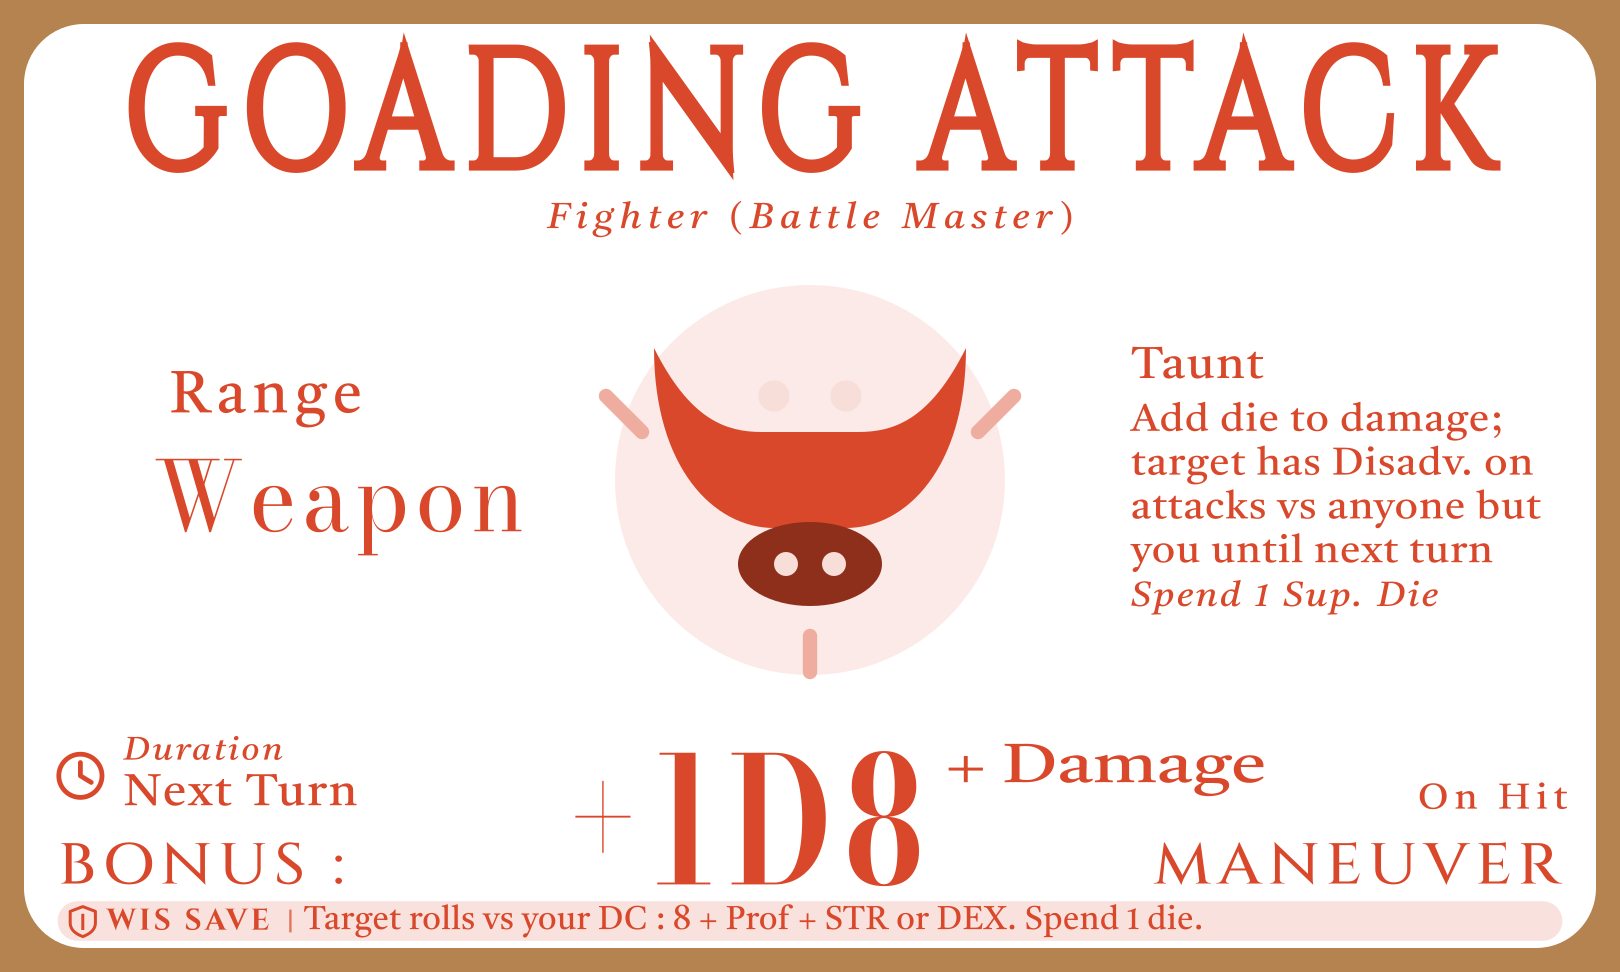 GOADING ATTACK
Fighter (Battle Master)
Range
Weapon
Taunt
Add die to damage;
target has Disadv. on
attacks vs anyone but
you until next turn
Spend 1 Sup. Die
Duration
Next Turn
BONUS :
+1D8 + Damage
On Hit
MANEUVER
WIS SAVE | Target rolls vs your DC : 8 + Prof + STR or DEX. Spend 1 die.